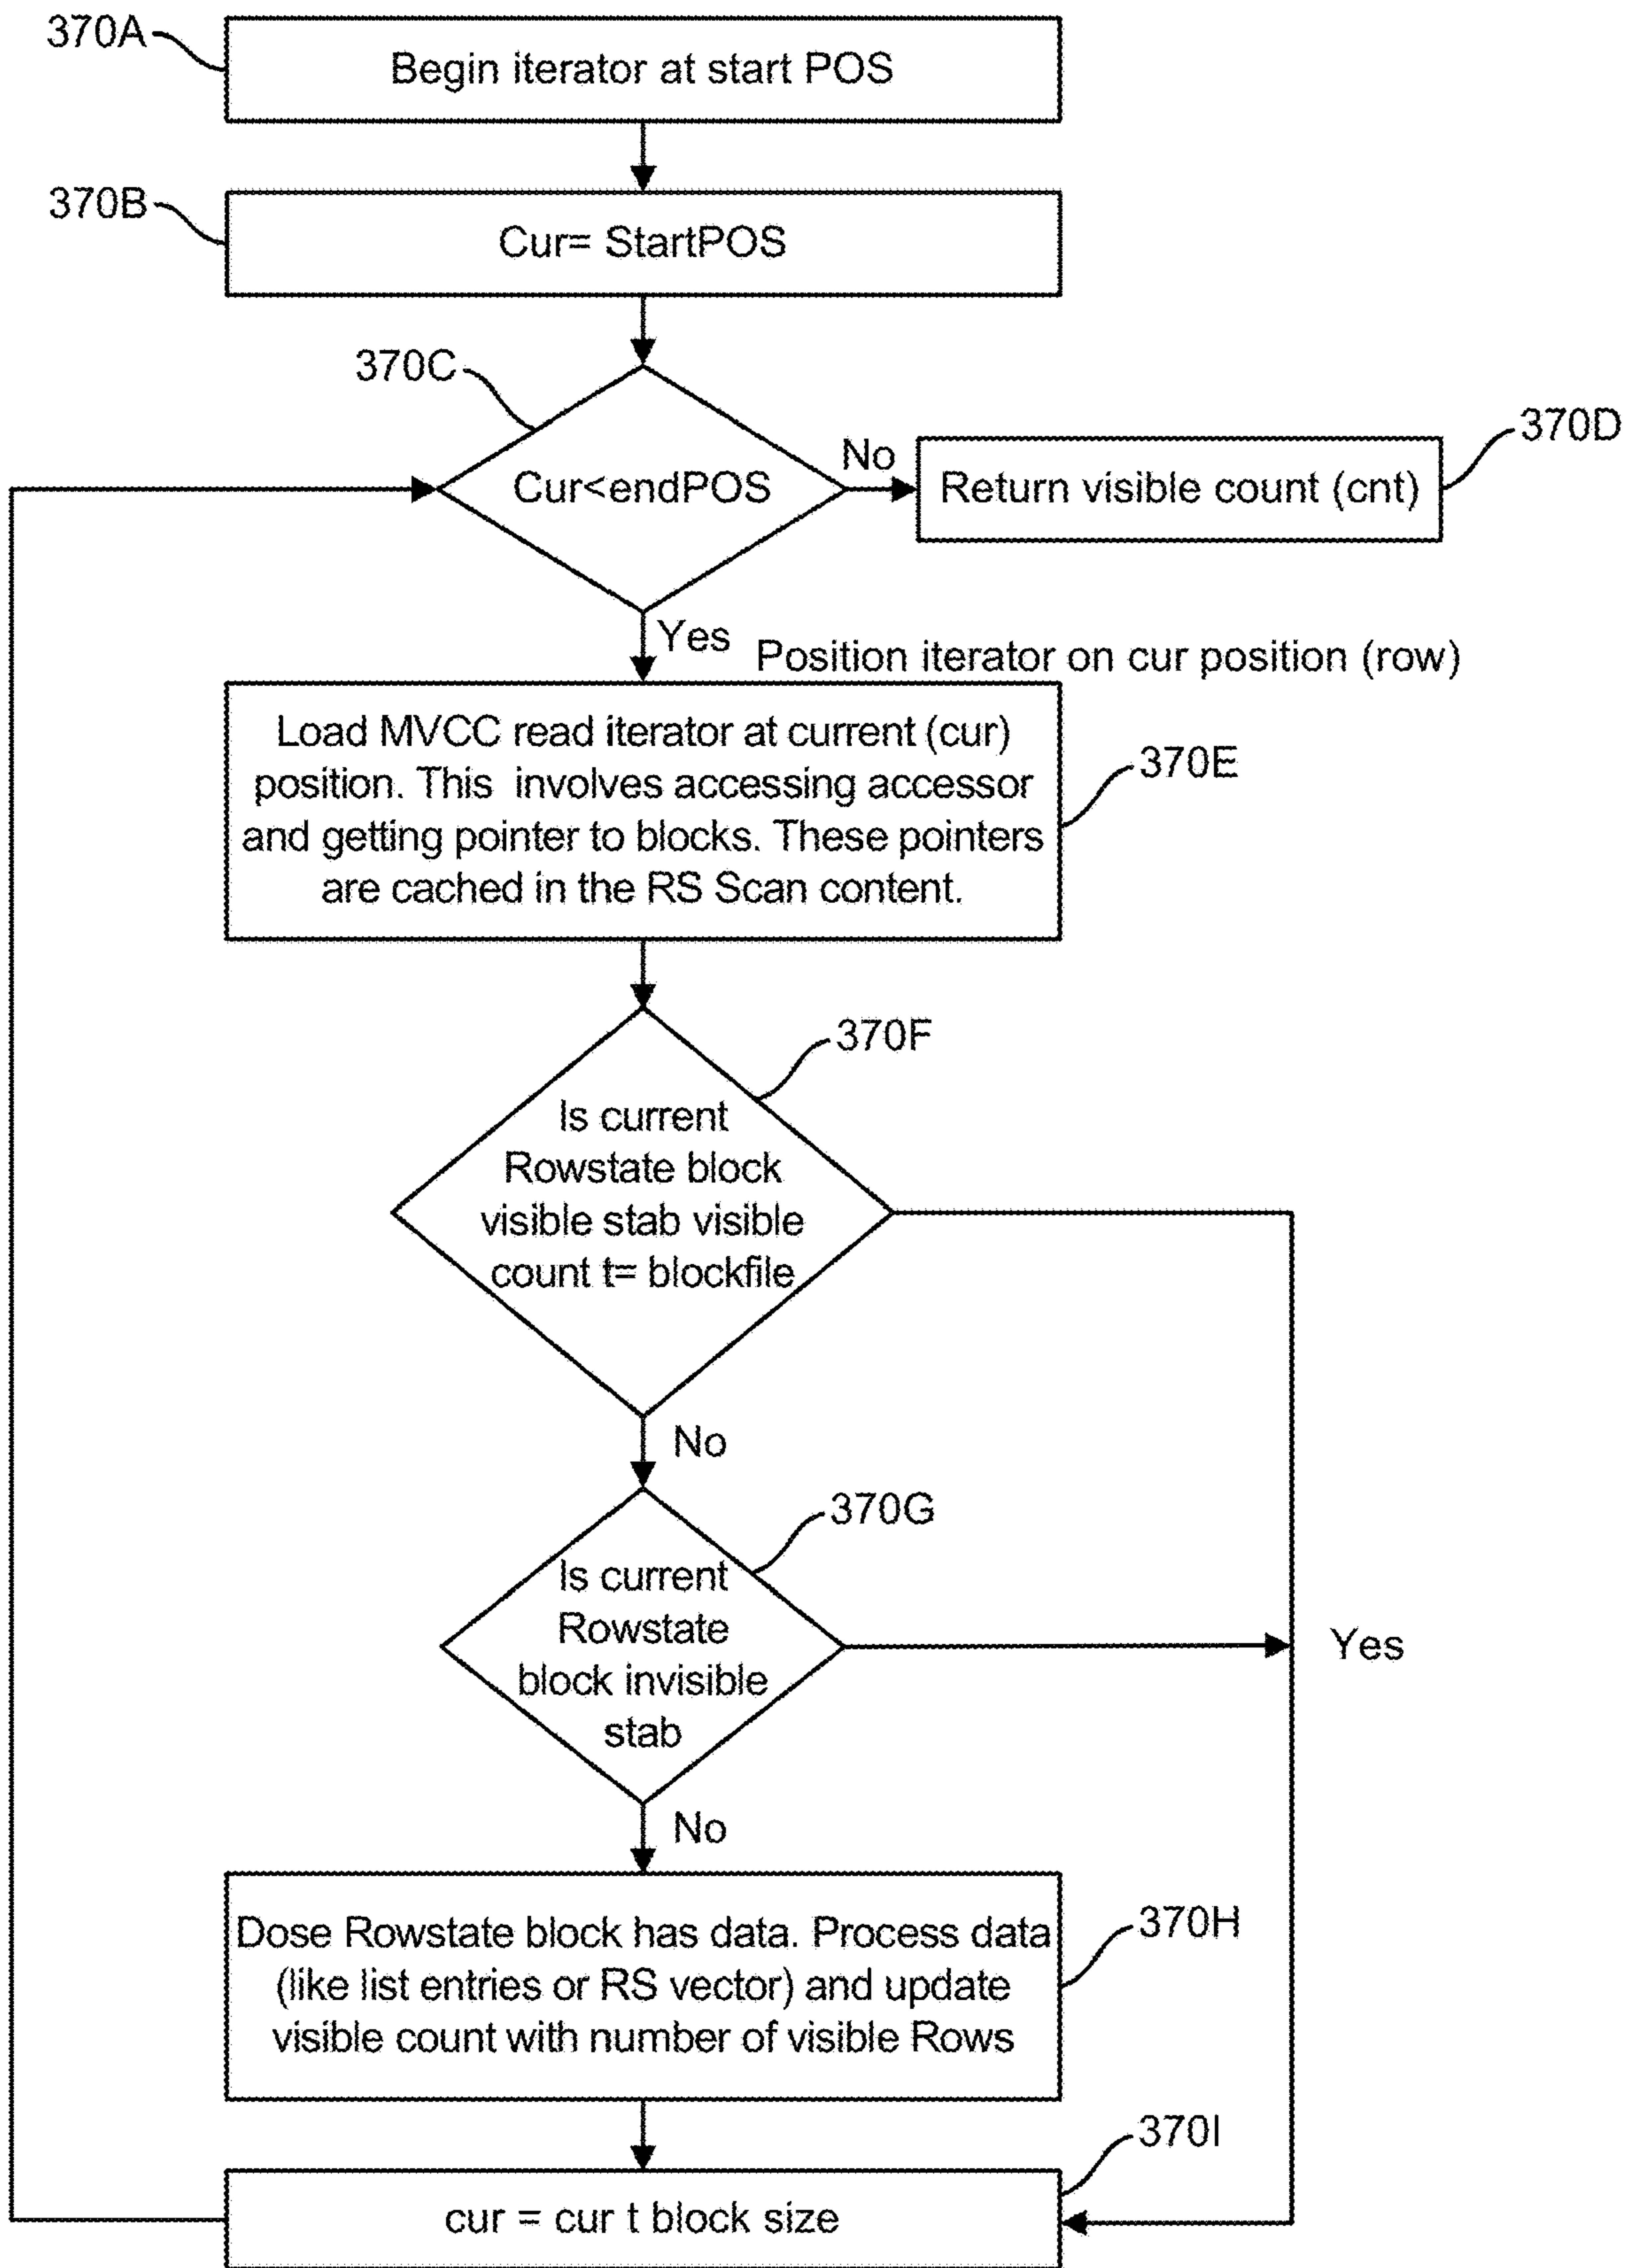 370A
Begin iterator at start POS
370B
Cur= StartPOS
370C
Cur<endPOS
No
370D
Return visible count (cnt)
Yes
Position iterator on cur position (row)
Load MVCC read iterator at current (cur)
position. This involves accessing accessor
and getting pointer to blocks. These pointers
are cached in the RS Scan content.
370E
370F
Is current
Rowstate block
visible stab visible
count t= blockfile
No
370G
Is current
Rowstate
block invisible
stab
Yes
No
Dose Rowstate block has data. Process data
(like list entries or RS vector) and update
visible count with number of visible Rows
370H
370I
cur = cur t block size